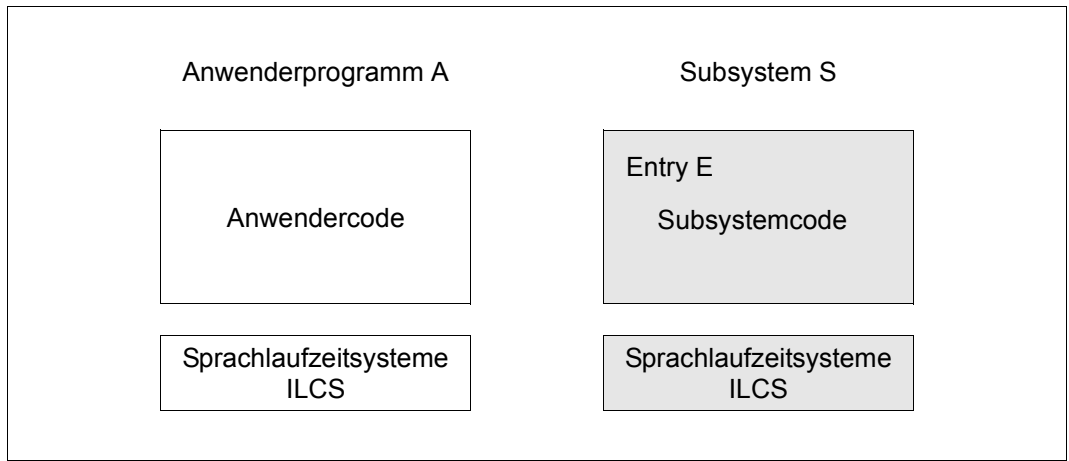 Anwenderprogramm A
Subsystem S
Anwendercode
Entry E
Subsystemcode
Sprachlaufzeitsysteme
ILCS
Sprachlaufzeitsysteme
ILCS